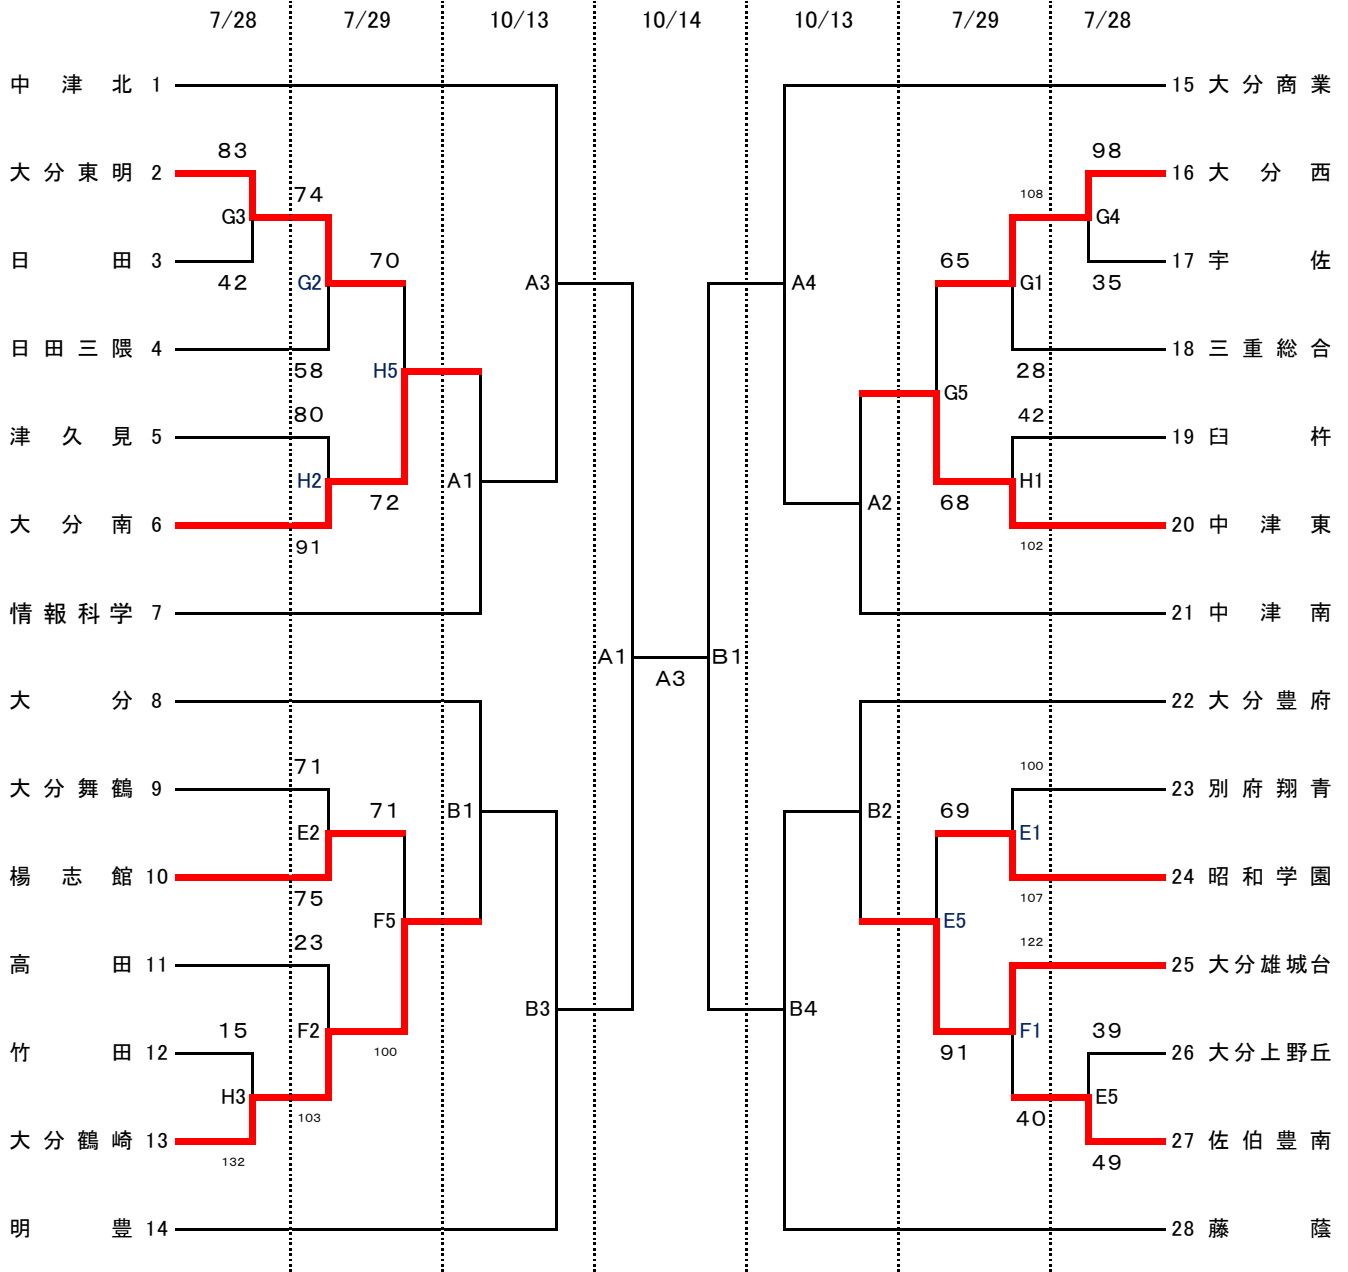 7/28 7/29 10/13 10/14 10/13 7/29 7/28
中津北 1
15 大分商業
83
98
大分東明 2
16 大分西
74
108
G3
G4
日田 3
17 宇佐
70
65
42
G2
A3
A4
G1
35
日田三隈 4
18 三重総合
58
H5
28
G5
80
42
津久見 5
19 臼杵
H2
A1
H1
72
A2
68
大分南 6
20 中津東
91
102
情報科学 7
21 中津南
A1
B1
A3
大分 8
22 大分豊府
71
100
大分舞鶴 9
23 別府翔青
71
B1
B2
69
E2
E1
楊志館 10
24 昭和学園
75
107
F5
E5
23
122
高田 11
25 大分雄城台
B3
B4
15
F2
F1
39
竹田 12
100
91
26 大分上野丘
H3
E5
103
40
大分鶴崎 13
27 佐伯豊南
132
49
明豊 14
28 藤蔭